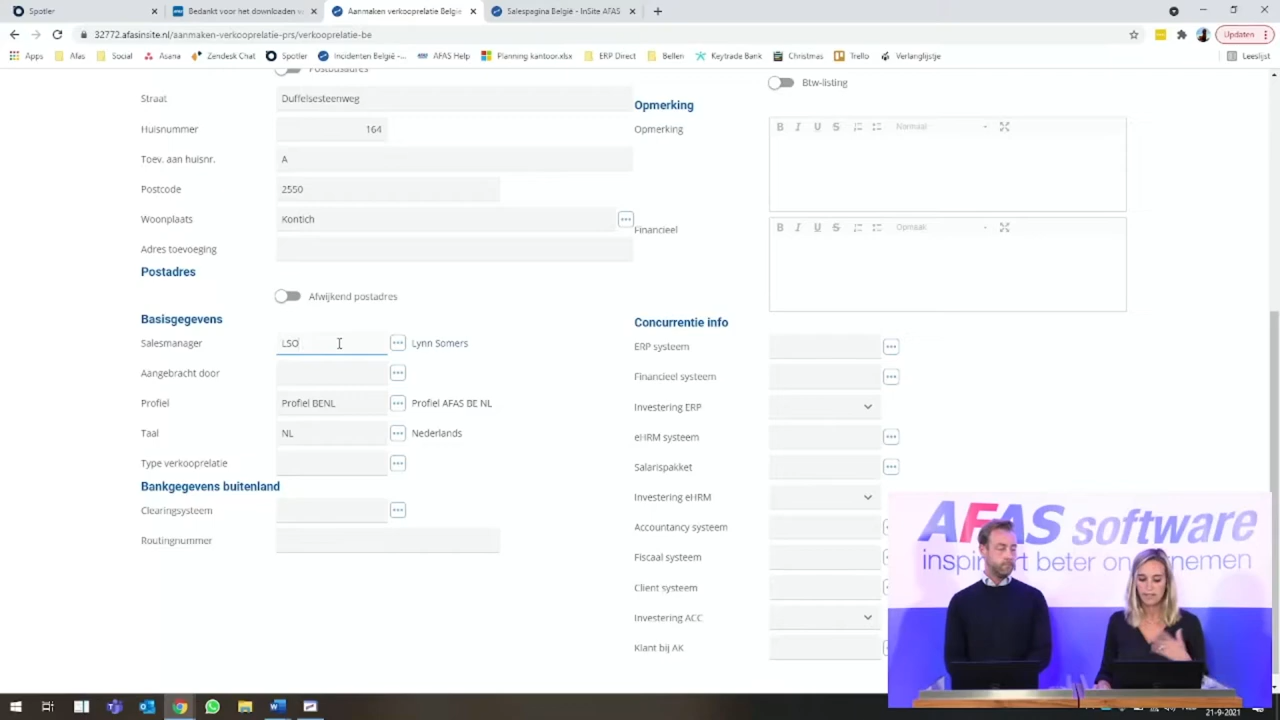 Spotler
Bedankt voor het downloaden
Aanmaken verkooprelatie België
Salespagina België - InSite AFAS
32772.afasinsite.nl/aanmaken-verkooprelatie-prs/verkooprelatie-be
Updaten
Apps
Afas
Social
Asana
Zendesk Chat
Spotler
Incidenten België -...
AFAS Help
Planning kantoor.xlsx
ERP Direct
Bellen
Keytrade Bank
Christmas
Trello
Verlanglijstje
Leeslijst
Postbusadres
Straat
Duffelsesteenweg
Huisnummer
164
Toev. aan huisnr.
A
Postcode
2550
Woonplaats
Kontich
Adres toevoeging
Postadres
Afwijkend postadres
Basisgegevens
Salesmanager
LSO
Lynn Somers
Aangebracht door
Profiel
Profiel BENL
Profiel AFAS BE NL
Taal
NL
Nederlands
Type verkooprelatie
Bankgegevens buitenland
Clearingsysteem
Routingnummer
Btw-listing
Opmerking
Opmerking
B I U S
Normaal
Financieel
B I U S
Opmaak
Concurrentie info
ERP systeem
Financieel systeem
Investering ERP
eHRM systeem
Salarispakket
Investering eHRM
Accountancy systeem
Fiscaal systeem
Client systeem
Investering ACC
Klant bij AK
AFAS software
inspireert beter ondernemen
21-9-2021